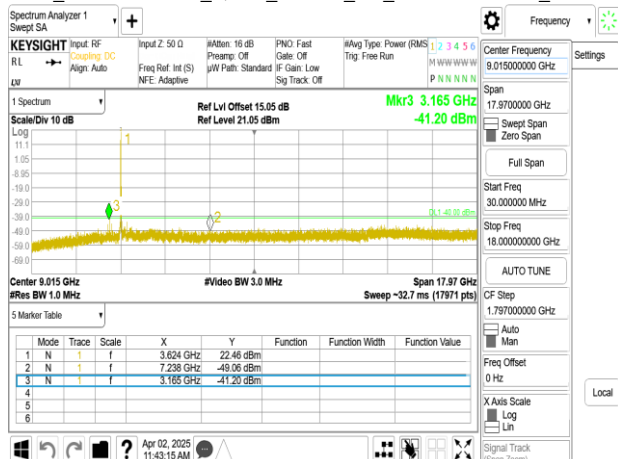 Spectrum Analyzer 1
Swept SA
Frequency
KEYSIGHT
Input: RF
Coupling: DC
Align: Auto
Input Z: 50 Ω
Freq Ref: Int (S)
NFE: Adaptive
#Atten: 16 dB
Preamp: Off
µW Path: Standard
PNO: Fast
Gate: Off
IF Gain: Low
Sig Track: Off
#Avg Type: Power (RMS
Trig: Free Run
1 2 3 4 5 6
M W W W W W
P N N N N N
RL
Center Frequency
9.015000000 GHz
Settings
1 Spectrum
Scale/Div 10 dB
Ref Lvl Offset 15.05 dB
Ref Level 21.05 dBm
Mkr3 3.165 GHz
-41.20 dBm
Span
17.9700000 GHz
Swept Span
Zero Span
Full Span
Start Freq
30.000000 MHz
Stop Freq
18.000000000 GHz
AUTO TUNE
CF Step
1.797000000 GHz
Auto
Man
Freq Offset
0 Hz
X Axis Scale
Log
Lin
Signal Track
(Span Zoom)
Local
Log
11.1
1.05
-8.95
-19.0
-29.0
-39.0
-49.0
-59.0
-69.0
1
2
3
DL1 -40.00 dBm
Center 9.015 GHz
#Video BW 3.0 MHz
Span 17.97 GHz
#Res BW 1.0 MHz
Sweep ~32.7 ms (17971 pts)
5 Marker Table
Mode Trace Scale X Y Function Function Width Function Value
1 N 1 f 3.624 GHz 22.46 dBm
2 N 1 f 7.238 GHz -49.06 dBm
3 N 1 f 3.165 GHz -41.20 dBm
4
5
6
?
Apr 02, 2025
11:43:15 AM